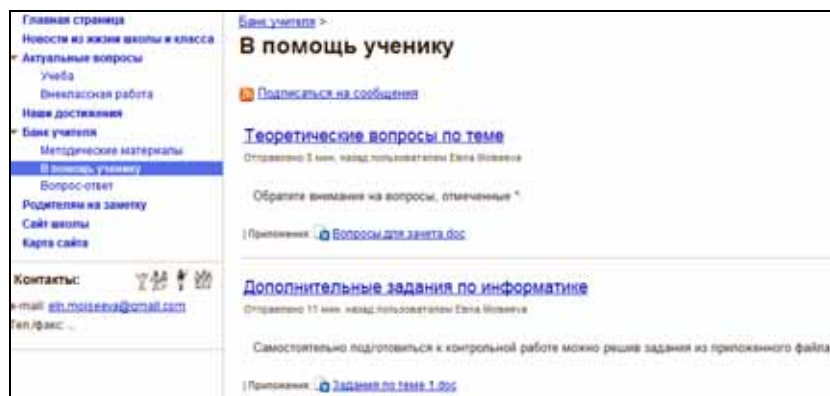 Главная страница
Новости из жизни школы и класса
Актуальные вопросы
Учеба
Внеклассная работа
Наши достижения
Банк учителя
Методические материалы
В помощь ученику
Вопрос-ответ
Родителям на заметку
Сайт школы
Карта сайта
Контакты:
e-mail: eln.moiseeva@gmail.com
Тел./факс: ..
Банк учителя >
В помощь ученику
Подписаться на сообщения
Теоретические вопросы по теме
Отправлено 5 мин. назад пользователем Elena Moiseeva
Обратите внимание на вопросы, отмеченные *.
| Приложения: Вопросы для зачета.doc
Дополнительные задания по информатике
Отправлено 11 мин. назад пользователем Elena Moiseeva
Самостоятельно подготовиться к контрольной работе можно решив задания из приложенного файла
| Приложения: Задания по теме 1.doc